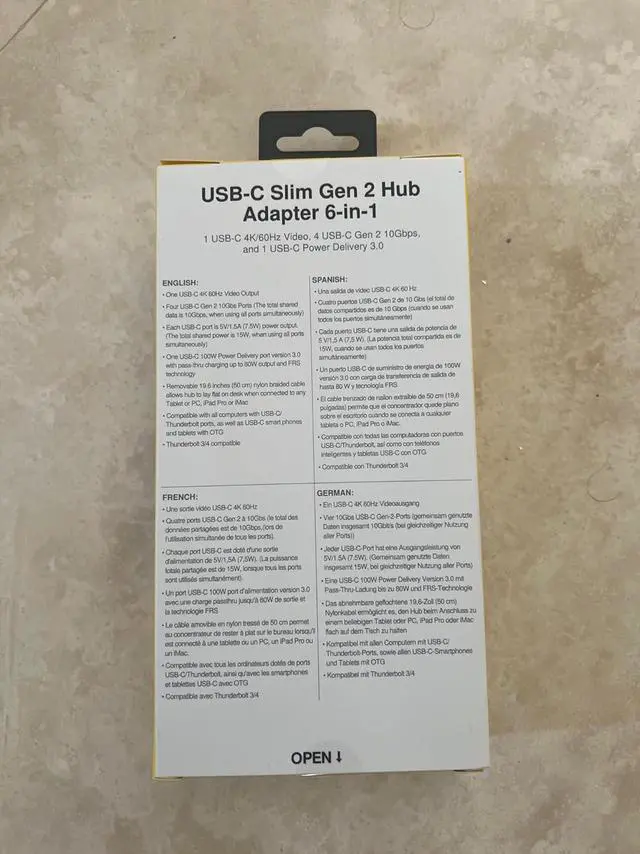 USB-C Slim Gen 2 Hub
Adapter 6-in-1
1 USB-C 4K/60Hz Video, 4 USB-C Gen 2 10Gbps,
and 1 USB-C Power Delivery 3.0
ENGLISH:
• One USB-C 4K 60Hz Video Output
• Four USB-C Gen 2 10Gbps Ports (The total shared
data is 10Gbps, when using all ports simultaneously)
• Each USB-C port is 5V/1.5A (7.5W) power output.
(The total shared power is 15W, when using all ports
simultaneously)
• One USB-C 100W Power Delivery port version 3.0
with pass-thru charging up to 80W output and FRS
technology
• Removable 19.6 inches (50 cm) nylon braided cable
allows hub to lay flat on desk when connected to any
Tablet or PC, iPad Pro or iMac
• Compatible with all computers with USB-C/
Thunderbolt ports, as well as USB-C smart phones
and tablets with OTG
• Thunderbolt 3/4 compatible
SPANISH:
• Una salida de video USB-C 4K 60 Hz
• Cuatro puertos USB-C Gen 2 de 10 Gbs (el total de
datos compartidos es de 10 Gbps (cuando se usan
todos los puertos simultáneamente)
• Cada puerto USB-C tiene una salida de potencia de
5 V/1,5 A (7,5 W). (La potencia total compartida es de
15W, cuando se usan todos los puertos
simultáneamente)
• Un puerto USB-C de suministro de energía de 100W
versión 3.0 con carga de transferencia de salida de
hasta 80 W y tecnología FRS
• El cable trenzado de nailon extraíble de 50 cm (19,6
pulgadas) permite que el concentrador quede plano
sobre el escritorio cuando se conecta a cualquier
tableta o PC, iPad Pro o iMac.
• Compatible con todas las computadoras con puertos
USB-C/Thunderbolt, así como con teléfonos
inteligentes y tabletas USB-C con OTG
• Compatible con Thunderbolt 3/4
FRENCH:
• Une sortie vidéo USB-C 4K 60Hz
• Quatre ports USB-C Gen 2 à 10Gbs (le total des
données partagées est de 10Gbps,(lors de
l'utilisation simultanée de tous les ports).
• Chaque port USB-C est doté d'une sortie
d'alimentation de 5V/1,5A (7,5W). (La puissance
totale partagée est de 15W, lorsque tous les ports
sont utilisés simultanément).
• Un port USB-C 100W port d'alimentation version 3.0
avec une charge passthru jusqu'à 80W de sortie et
la technologie FRS
• Le câble amovible en nylon tressé de 50 cm permet
au concentrateur de rester à plat sur le bureau lorsqu'il
est connecté à une tablette ou un PC, un iPad Pro ou
un iMac.
• Compatible avec tous les ordinateurs dotés de ports
USB-C/Thunderbolt, ainsi qu'avec les smartphones
et tablettes USB-C avec OTG
• Compatible avec Thunderbolt 3/4
GERMAN:
• Ein USB-C 4K 60Hz Videoausgang
• Vier 10Gbs USB-C Gen-2-Ports (gemeinsam genutzte
Daten insgesamt 10Gbit/s (bei gleichzeitiger Nutzung
aller Ports))
• Jeder USB-C-Port hat eine Ausgangsleistung von
5V/1.5A (7.5W). (Gemeinsam genutzte Daten
insgesamt 15W, bei gleichzeitiger Nutzung aller Ports)
• Eine USB-C 100W Power Delivery Version 3.0 mit
Pass-Thru-Ladung bis zu 80W und FRS-Technologie
• Das abnehmbare geflochtene 19,6-Zoll (50 cm)
Nylonkabel ermöglicht es, den Hub beim Anschluss zu
einem beliebigen Tablet oder PC, iPad Pro oder iMac
flach auf dem Tisch zu halten
• Kompatibel mit allen Computern mit USB-C/
Thunderbolt-Ports, sowie allen USB-C-Smartphones
und Tablets mit OTG
• Kompatibel mit Thunderbolt 3/4
OPEN ↓